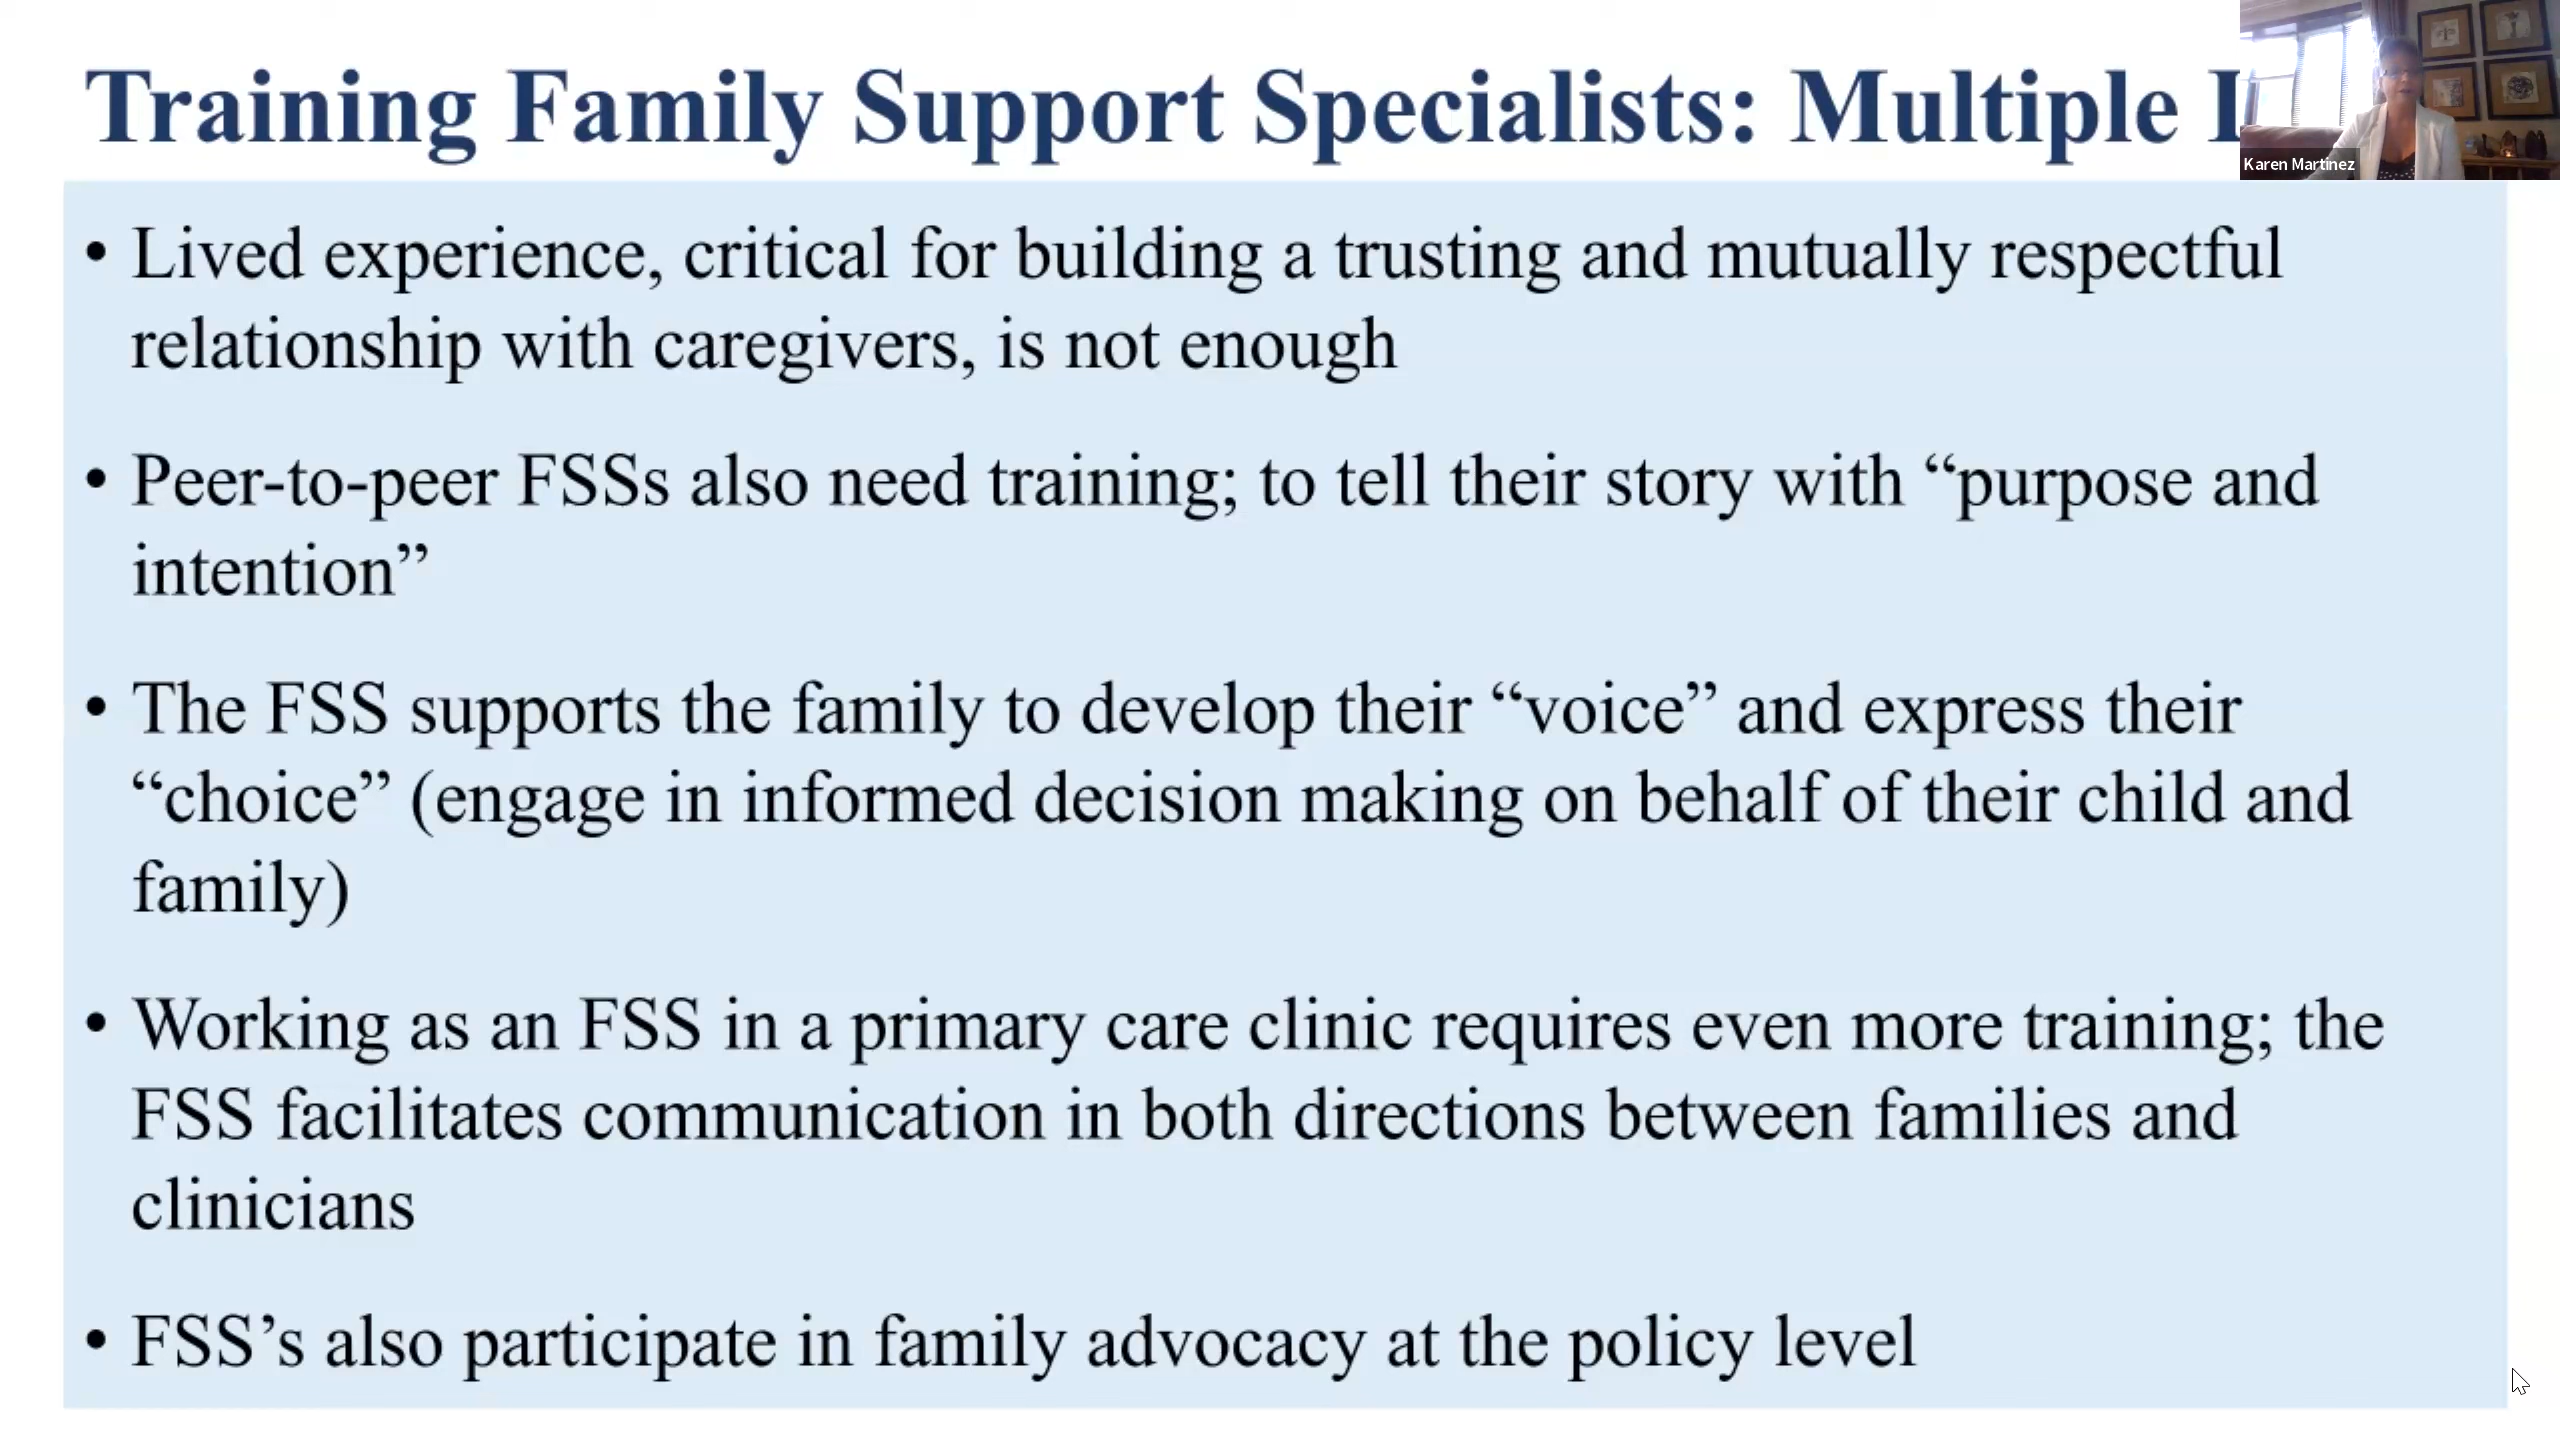 Training Family Support Specialists: Multiple
Karen Martinez
• Lived experience, critical for building a trusting and mutually respectful
relationship with caregivers, is not enough
• Peer-to-peer FSSs also need training; to tell their story with “purpose and
intention”
• The FSS supports the family to develop their “voice” and express their
“choice” (engage in informed decision making on behalf of their child and
family)
• Working as an FSS in a primary care clinic requires even more training; the
FSS facilitates communication in both directions between families and
clinicians
• FSS’s also participate in family advocacy at the policy level